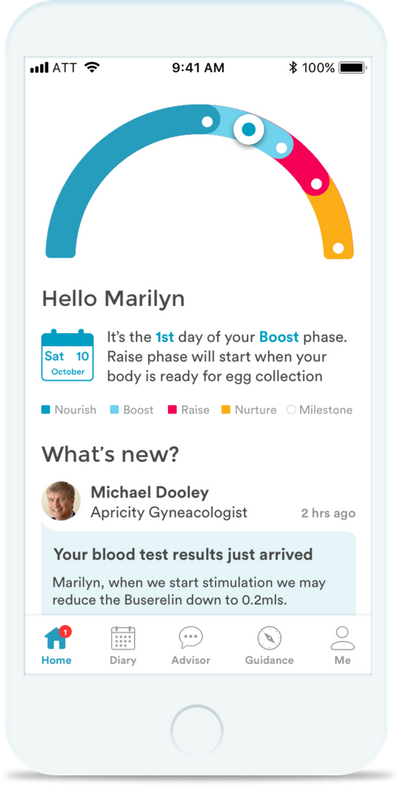 ATT 9:41 AM 100%
Hello Marilyn
Sat 10
October
It's the 1st day of your Boost phase.
Raise phase will start when your
body is ready for egg collection
Nourish Boost Raise Nurture Milestone
What's new?
Michael Dooley
Apricity Gyneacologist 2 hrs ago
Your blood test results just arrived
Marilyn, when we start stimulation we may
reduce the Buserelin down to 0.2mls.
1
Home Diary Advisor Guidance Me